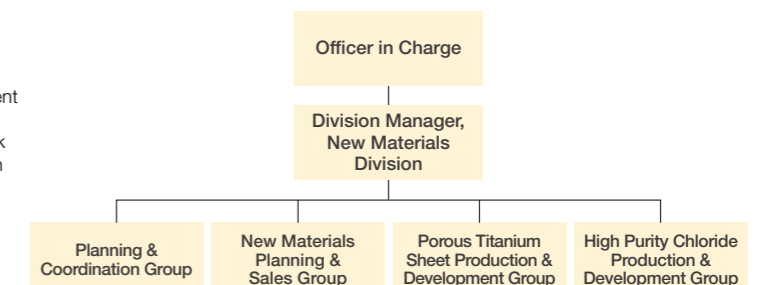 Officer in Charge
Division Manager,
New Materials
Division
Planning &
Coordination Group
New Materials
Planning &
Sales Group
Porous Titanium
Sheet Production &
Development Group
High Purity Chloride
Production &
Development Group